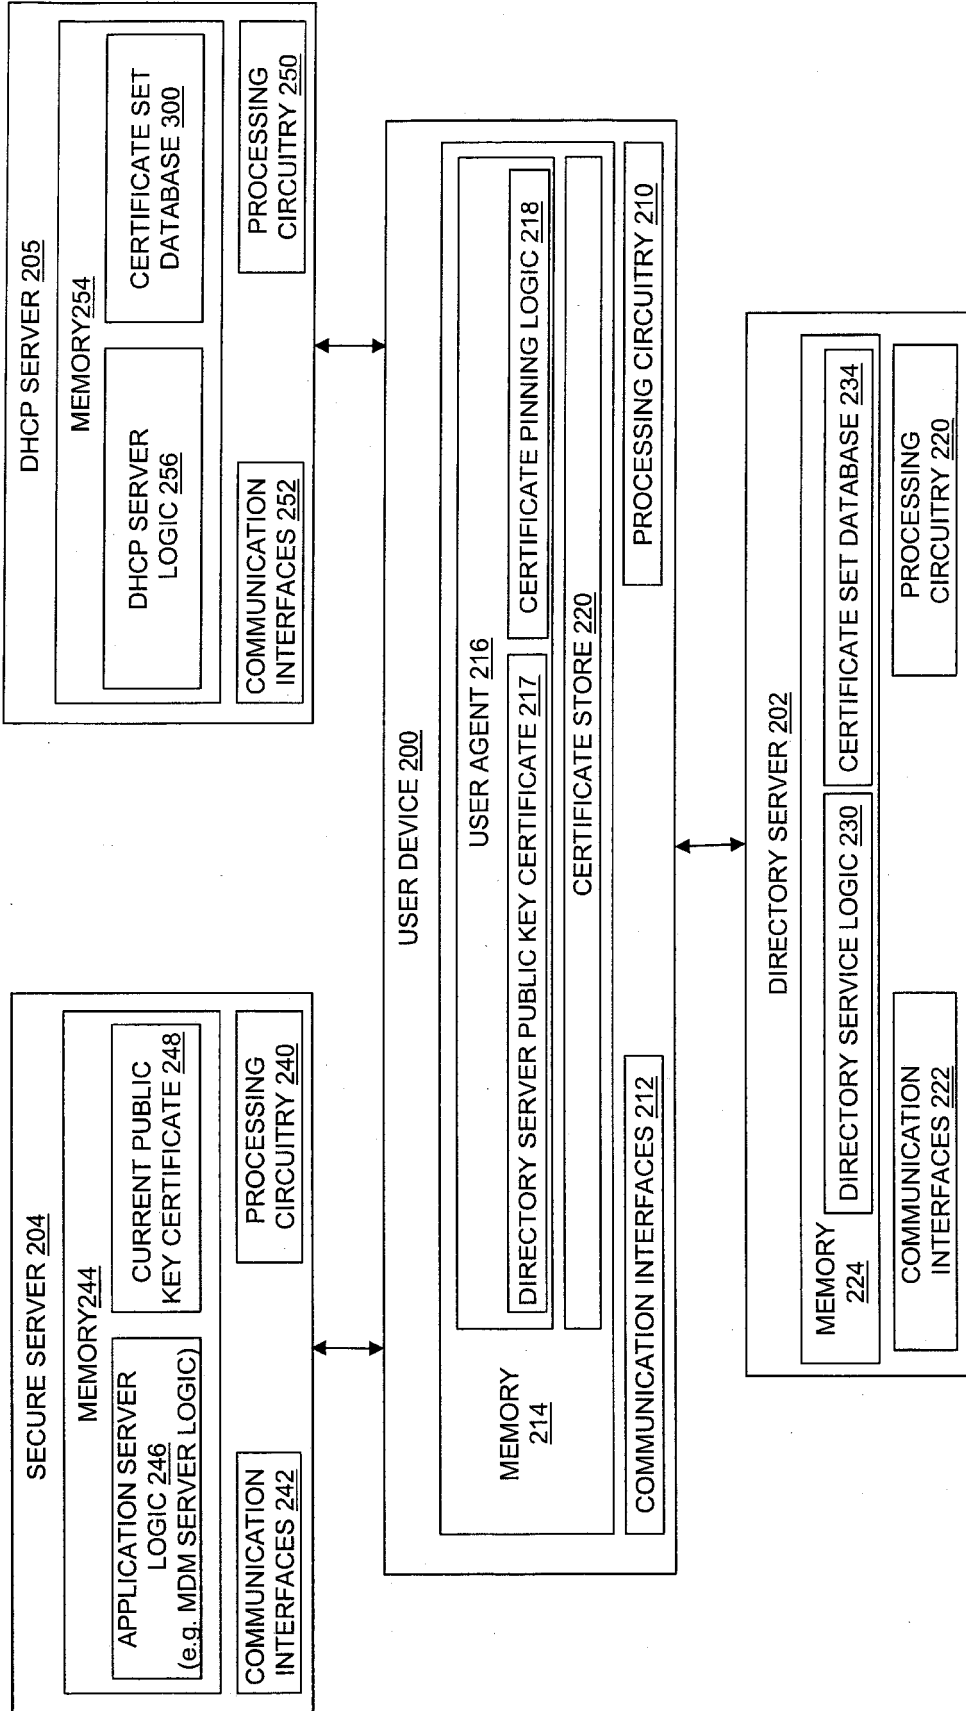 SECURE SERVER 204
MEMORY244
APPLICATION SERVER
LOGIC 246
(e.g. MDM SERVER LOGIC)
CURRENT PUBLIC
KEY CERTIFICATE 248
COMMUNICATION
INTERFACES 242
PROCESSING
CIRCUITRY 240
DHCP SERVER 205
MEMORY254
DHCP SERVER
LOGIC 256
CERTIFICATE SET
DATABASE 300
COMMUNICATION
INTERFACES 252
PROCESSING
CIRCUITRY 250
USER DEVICE 200
MEMORY
214
USER AGENT 216
DIRECTORY SERVER PUBLIC KEY CERTIFICATE 217
CERTIFICATE PINNING LOGIC 218
CERTIFICATE STORE 220
COMMUNICATION INTERFACES 212
PROCESSING CIRCUITRY 210
DIRECTORY SERVER 202
MEMORY
224
DIRECTORY SERVICE LOGIC 230
CERTIFICATE SET DATABASE 234
COMMUNICATION
INTERFACES 222
PROCESSING
CIRCUITRY 220